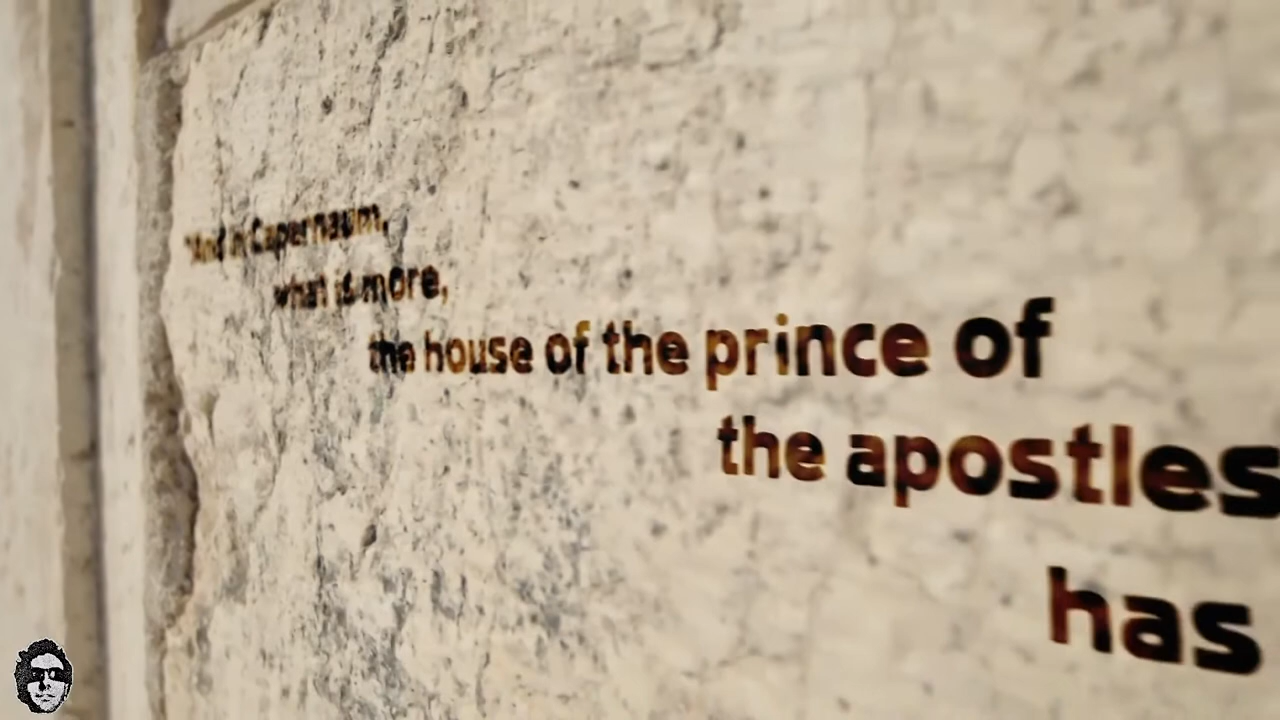 "And in Capernaum,
what is more,
the house of the prince of
the apostles
has